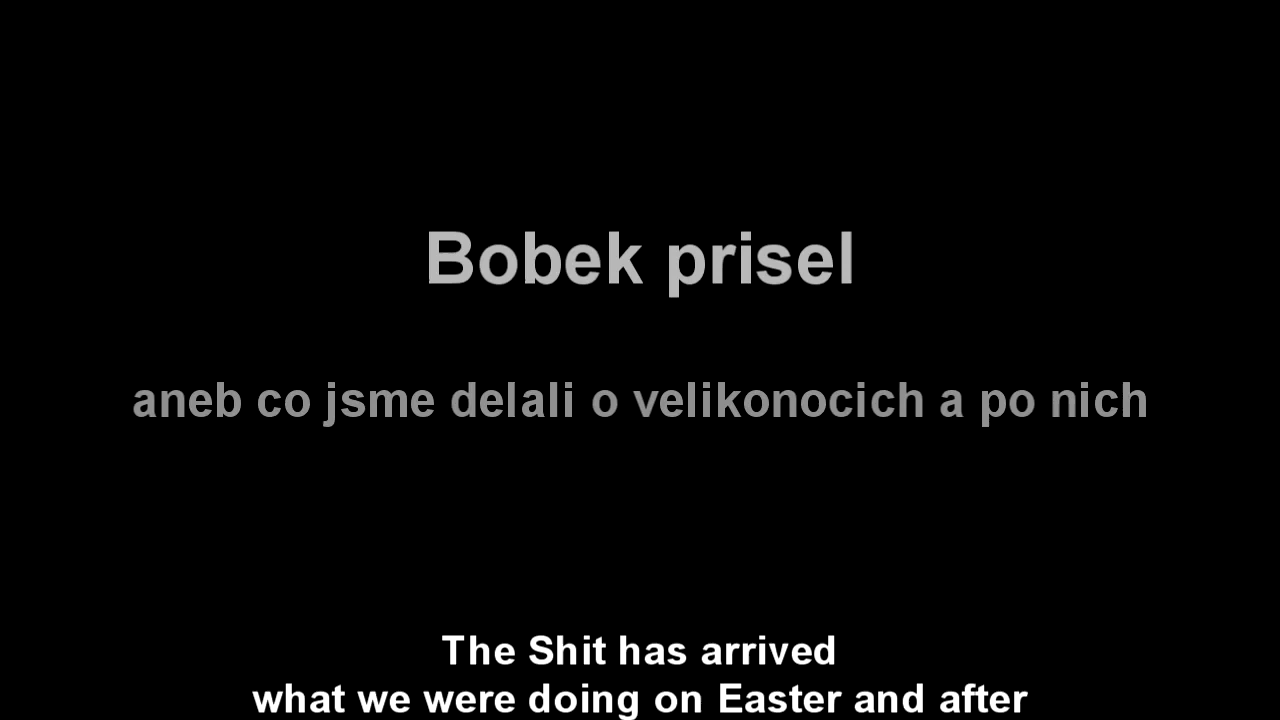 Bobek prisel
aneb co jsme delali o velikonocich a po nich
The Shit has arrived
what we were doing on Easter and after